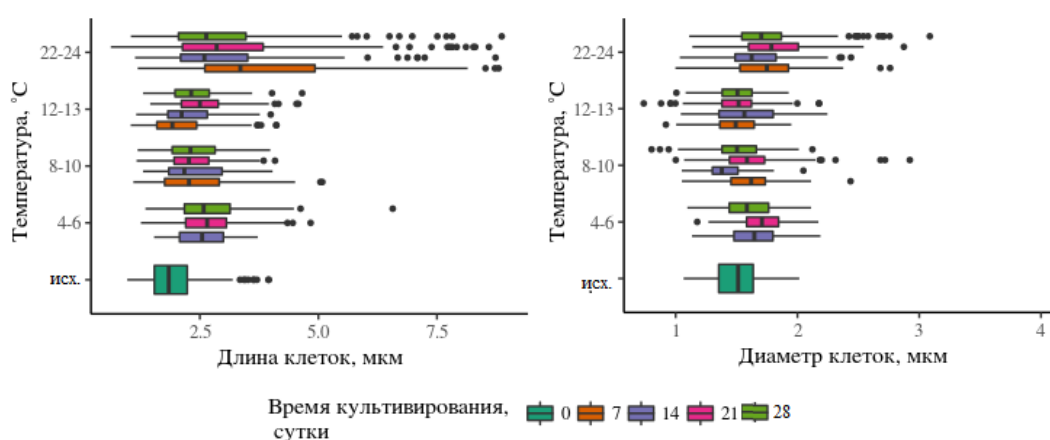 Температура, °C
22-24
12-13
8-10
4-6
исх.
2.5 5.0 7.5
Длина клеток, мкм
Температура, °C
22-24
12-13
8-10
4-6
исх.
1 2 3 4
Диаметр клеток, мкм
Время культивирования, 0 7 14 21 28
сутки